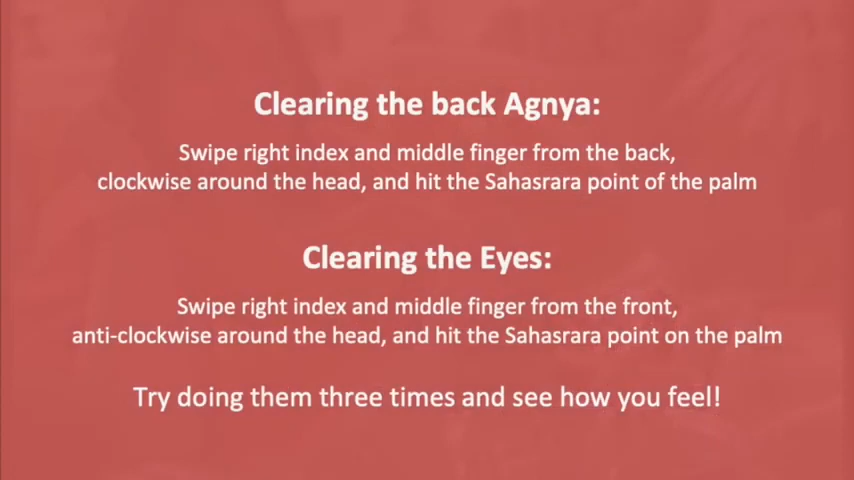 Clearing the back Agnya:
Swipe right index and middle finger from the back,
clockwise around the head, and hit the Sahasrara point of the palm
Clearing the Eyes:
Swipe right index and middle finger from the front,
anti-clockwise around the head, and hit the Sahasrara point on the palm
Try doing them three times and see how you feel!